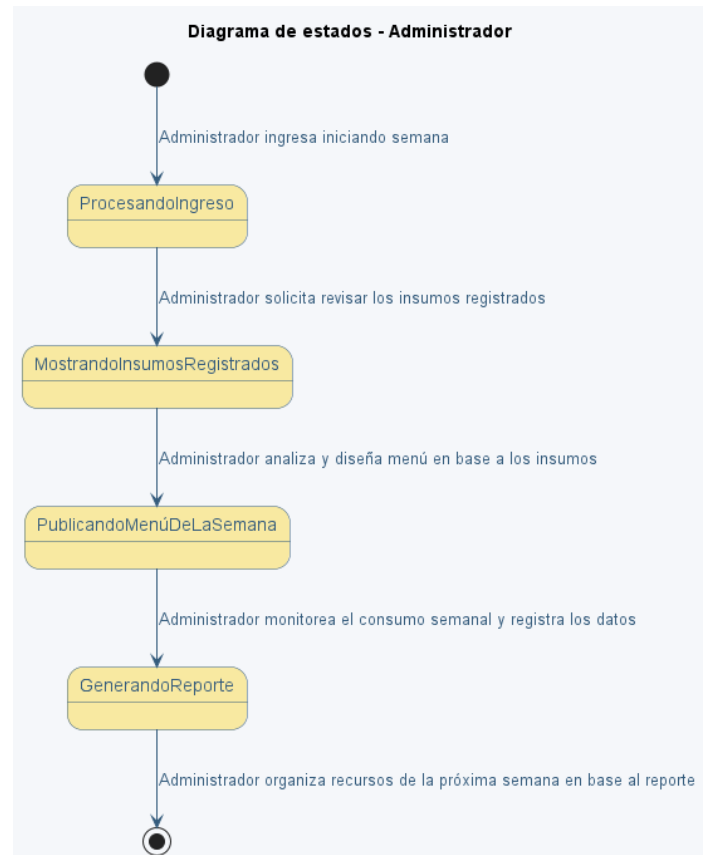 Diagrama de estados - Administrador
Administrador ingresa iniciando semana
ProcesandoIngreso
Administrador solicita revisar los insumos registrados
MostrandoInsumosRegistrados
Administrador analiza y diseña menú en base a los insumos
PublicandoMenúDeLaSemana
Administrador monitorea el consumo semanal y registra los datos
GenerandoReporte
Administrador organiza recursos de la próxima semana en base al reporte